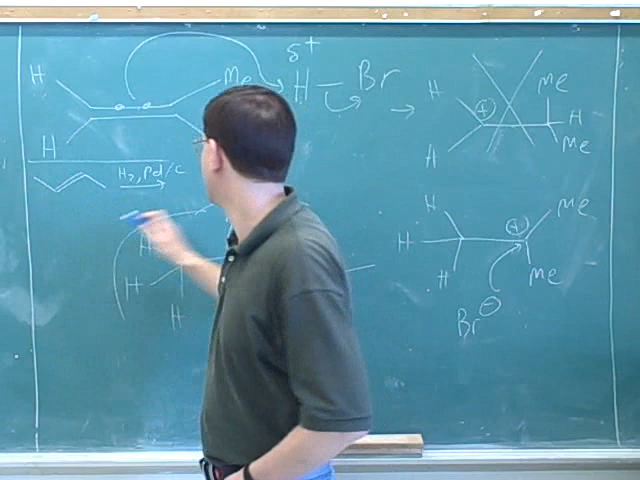 δ+
H Me H — Br → H ⊕ Me H Me H
H
H₂, Pd/C
H ⊕ Me
H H
H H Me
H Br ⊖